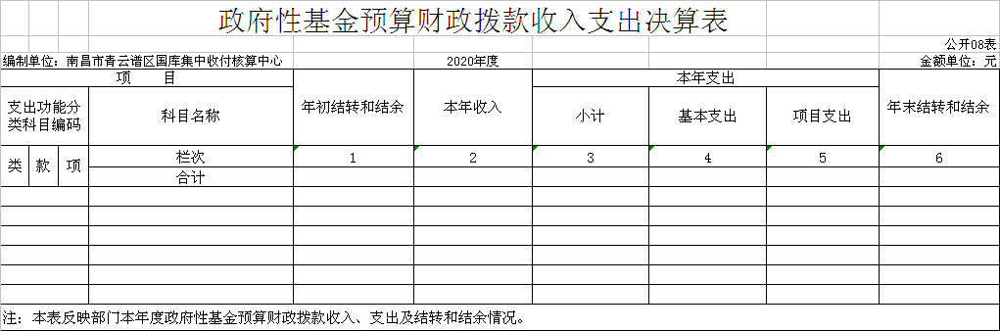 政府性基金预算财政拨款收入支出决算表
公开08表
编制单位：南昌市青云谱区国库集中收付核算中心 2020年度 金额单位：元
项 目 年初结转和结余 本年收入 本年支出 年末结转和结余
支出功能分类科目编码 科目名称 小计 基本支出 项目支出
类 款 项 栏次 1 2 3 4 5 6
合计
注：本表反映部门本年度政府性基金预算财政拨款收入、支出及结转和结余情况。